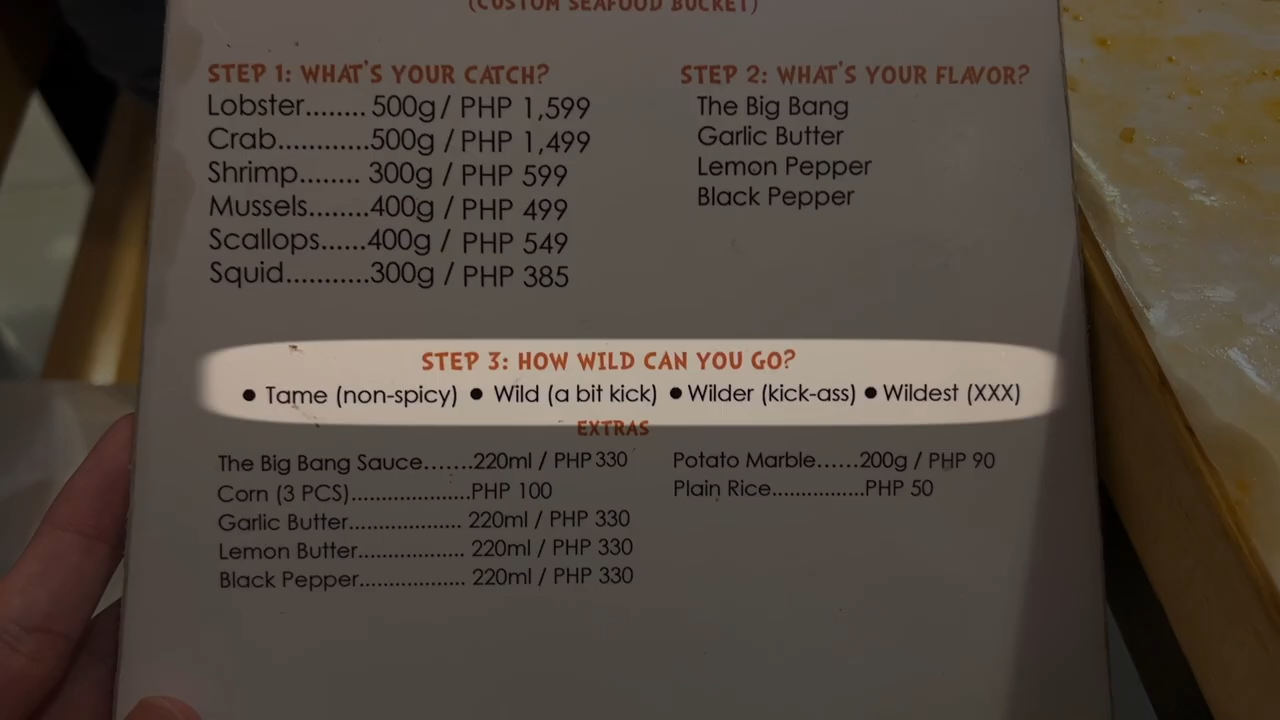 (CUSTOM SEAFOOD BUCKET)
STEP 1: WHAT'S YOUR CATCH?
Lobster........ 500g / PHP 1,599
Crab............500g / PHP 1,499
Shrimp........ 300g / PHP 599
Mussels........400g / PHP 499
Scallops......400g / PHP 549
Squid...........300g / PHP 385
STEP 2: WHAT'S YOUR FLAVOR?
The Big Bang
Garlic Butter
Lemon Pepper
Black Pepper
STEP 3: HOW WILD CAN YOU GO?
● Tame (non-spicy) ● Wild (a bit kick) ● Wilder (kick-ass) ● Wildest (XXX)
EXTRAS
The Big Bang Sauce.......220ml / PHP 330
Corn (3 PCS).....................PHP 100
Garlic Butter.................... 220ml / PHP 330
Lemon Butter................... 220ml / PHP 330
Black Pepper................... 220ml / PHP 330
Potato Marble......200g / PHP 90
Plain Rice................PHP 50